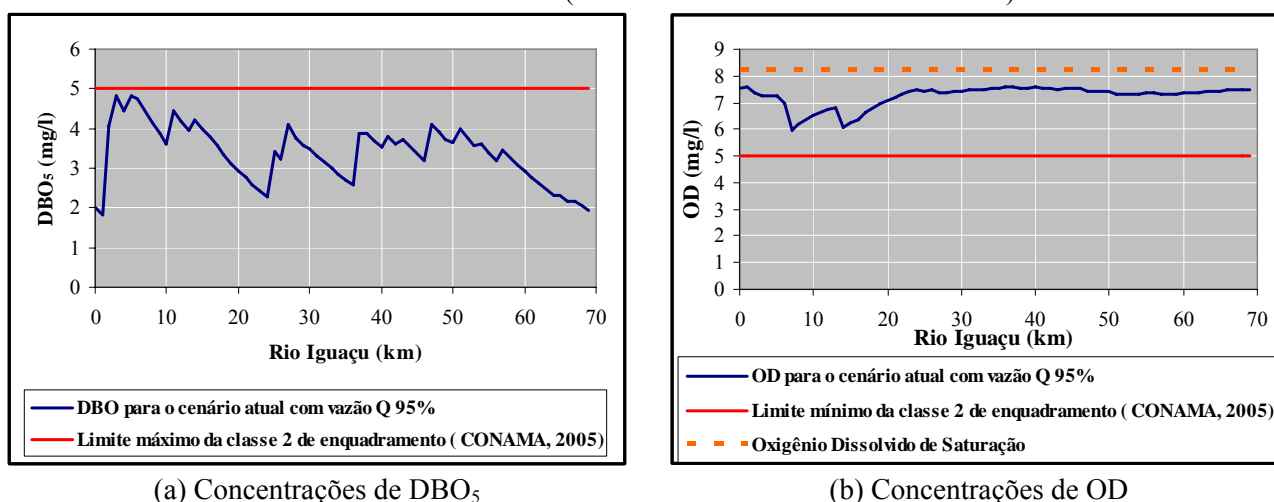 DBO5 (mg/l)
6
5
4
3
2
1
0
0 10 20 30 40 50 60 70
Rio Iguaçu (km)
DBO para o cenário atual com vazão Q 95%
Limite máximo da classe 2 de enquadramento ( CONAMA, 2005)
(a) Concentrações de DBO5
OD (mg/l)
9
8
7
6
5
4
3
2
1
0
0 10 20 30 40 50 60 70
Rio Iguaçu (km)
OD para o cenário atual com vazão Q 95%
Limite mínimo da classe 2 de enquadramento ( CONAMA, 2005)
Oxigênio Dissolvido de Saturação
(b) Concentrações de OD